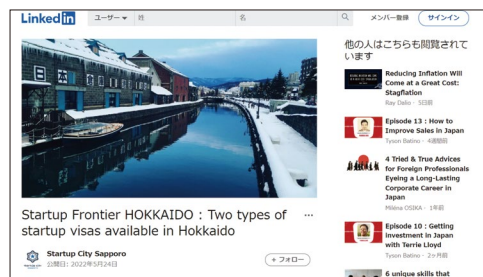 Linked in ユーザー 姓 名 メンバー登録 サインイン
他の人はこちらも閲覧されて
います
Reducing Inflation Will
Come at a Great Cost:
Stagflation
Ray Dalio · 5日前
Episode 13 : How to
Improve Sales in Japan
Tyson Batino · 4週間前
4 Tried & True Advices
for Foreign Professionals
Eyeing a Long-Lasting
Corporate Career in
Japan
Miléna OSIKA · 1年前
Episode 10 : Getting
investment in Japan
with Terrie Lloyd
Tyson Batino · 2ヶ月前
6 unique skills that
Startup Frontier HOKKAIDO : Two types of
startup visas available in Hokkaido
Startup City Sapporo
公開日: 2022年5月24日
+ フォロー